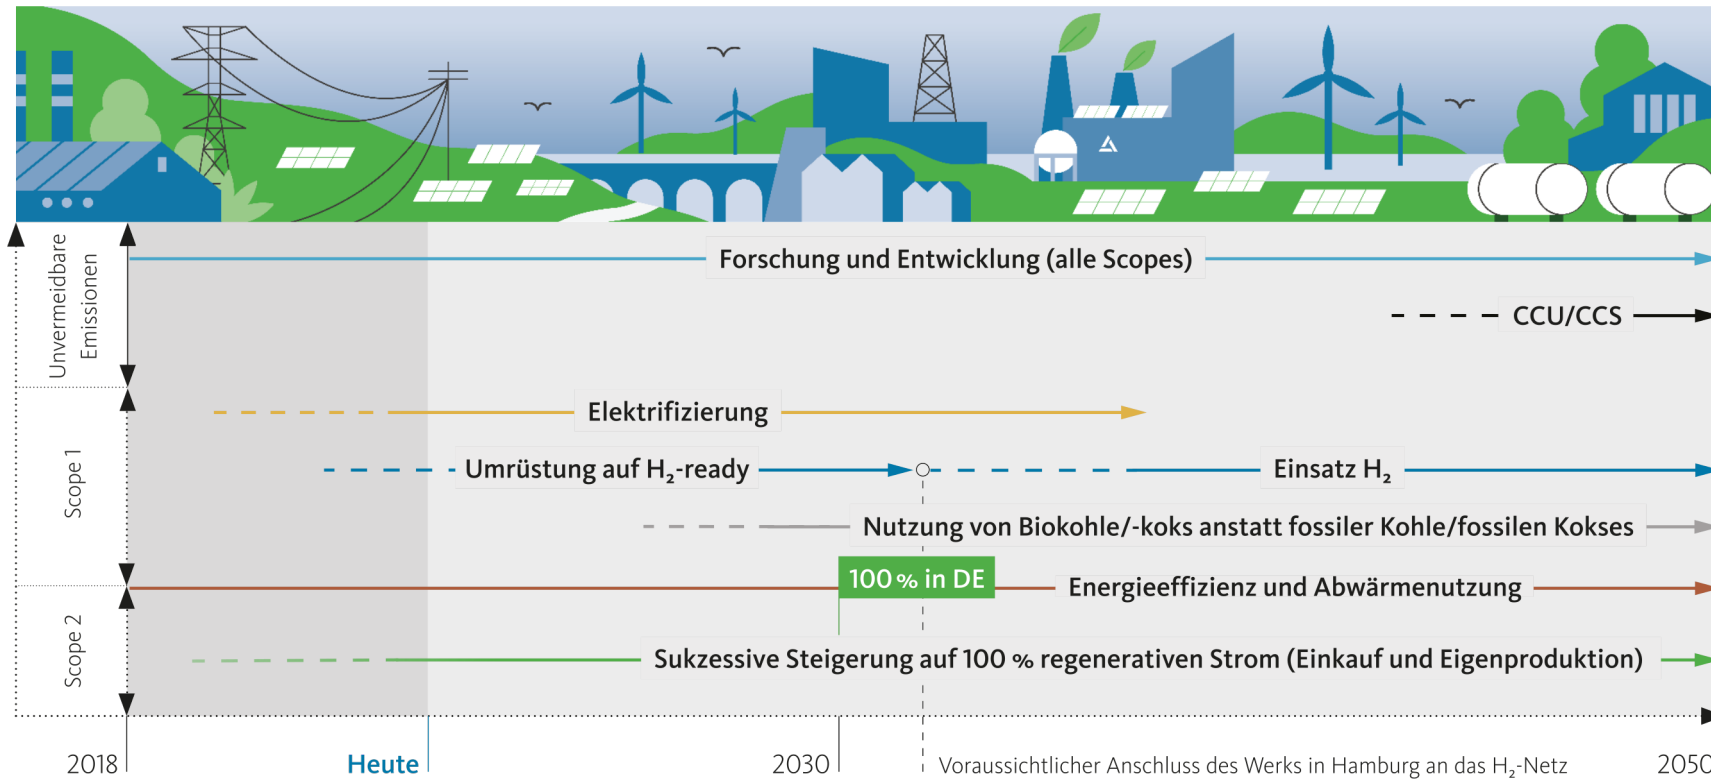 Unvermeidbare
Emissionen
Forschung und Entwicklung (alle Scopes)
CCU/CCS
Scope 1
Elektrifizierung
Umrüstung auf H₂-ready
Einsatz H₂
Nutzung von Biokohle/-koks anstatt fossiler Kohle/fossilen Kokses
100 % in DE
Energieeffizienz und Abwärmenutzung
Scope 2
Sukzessive Steigerung auf 100 % regenerativen Strom (Einkauf und Eigenproduktion)
2018
Heute
2030
Voraussichtlicher Anschluss des Werks in Hamburg an das H₂-Netz
2050